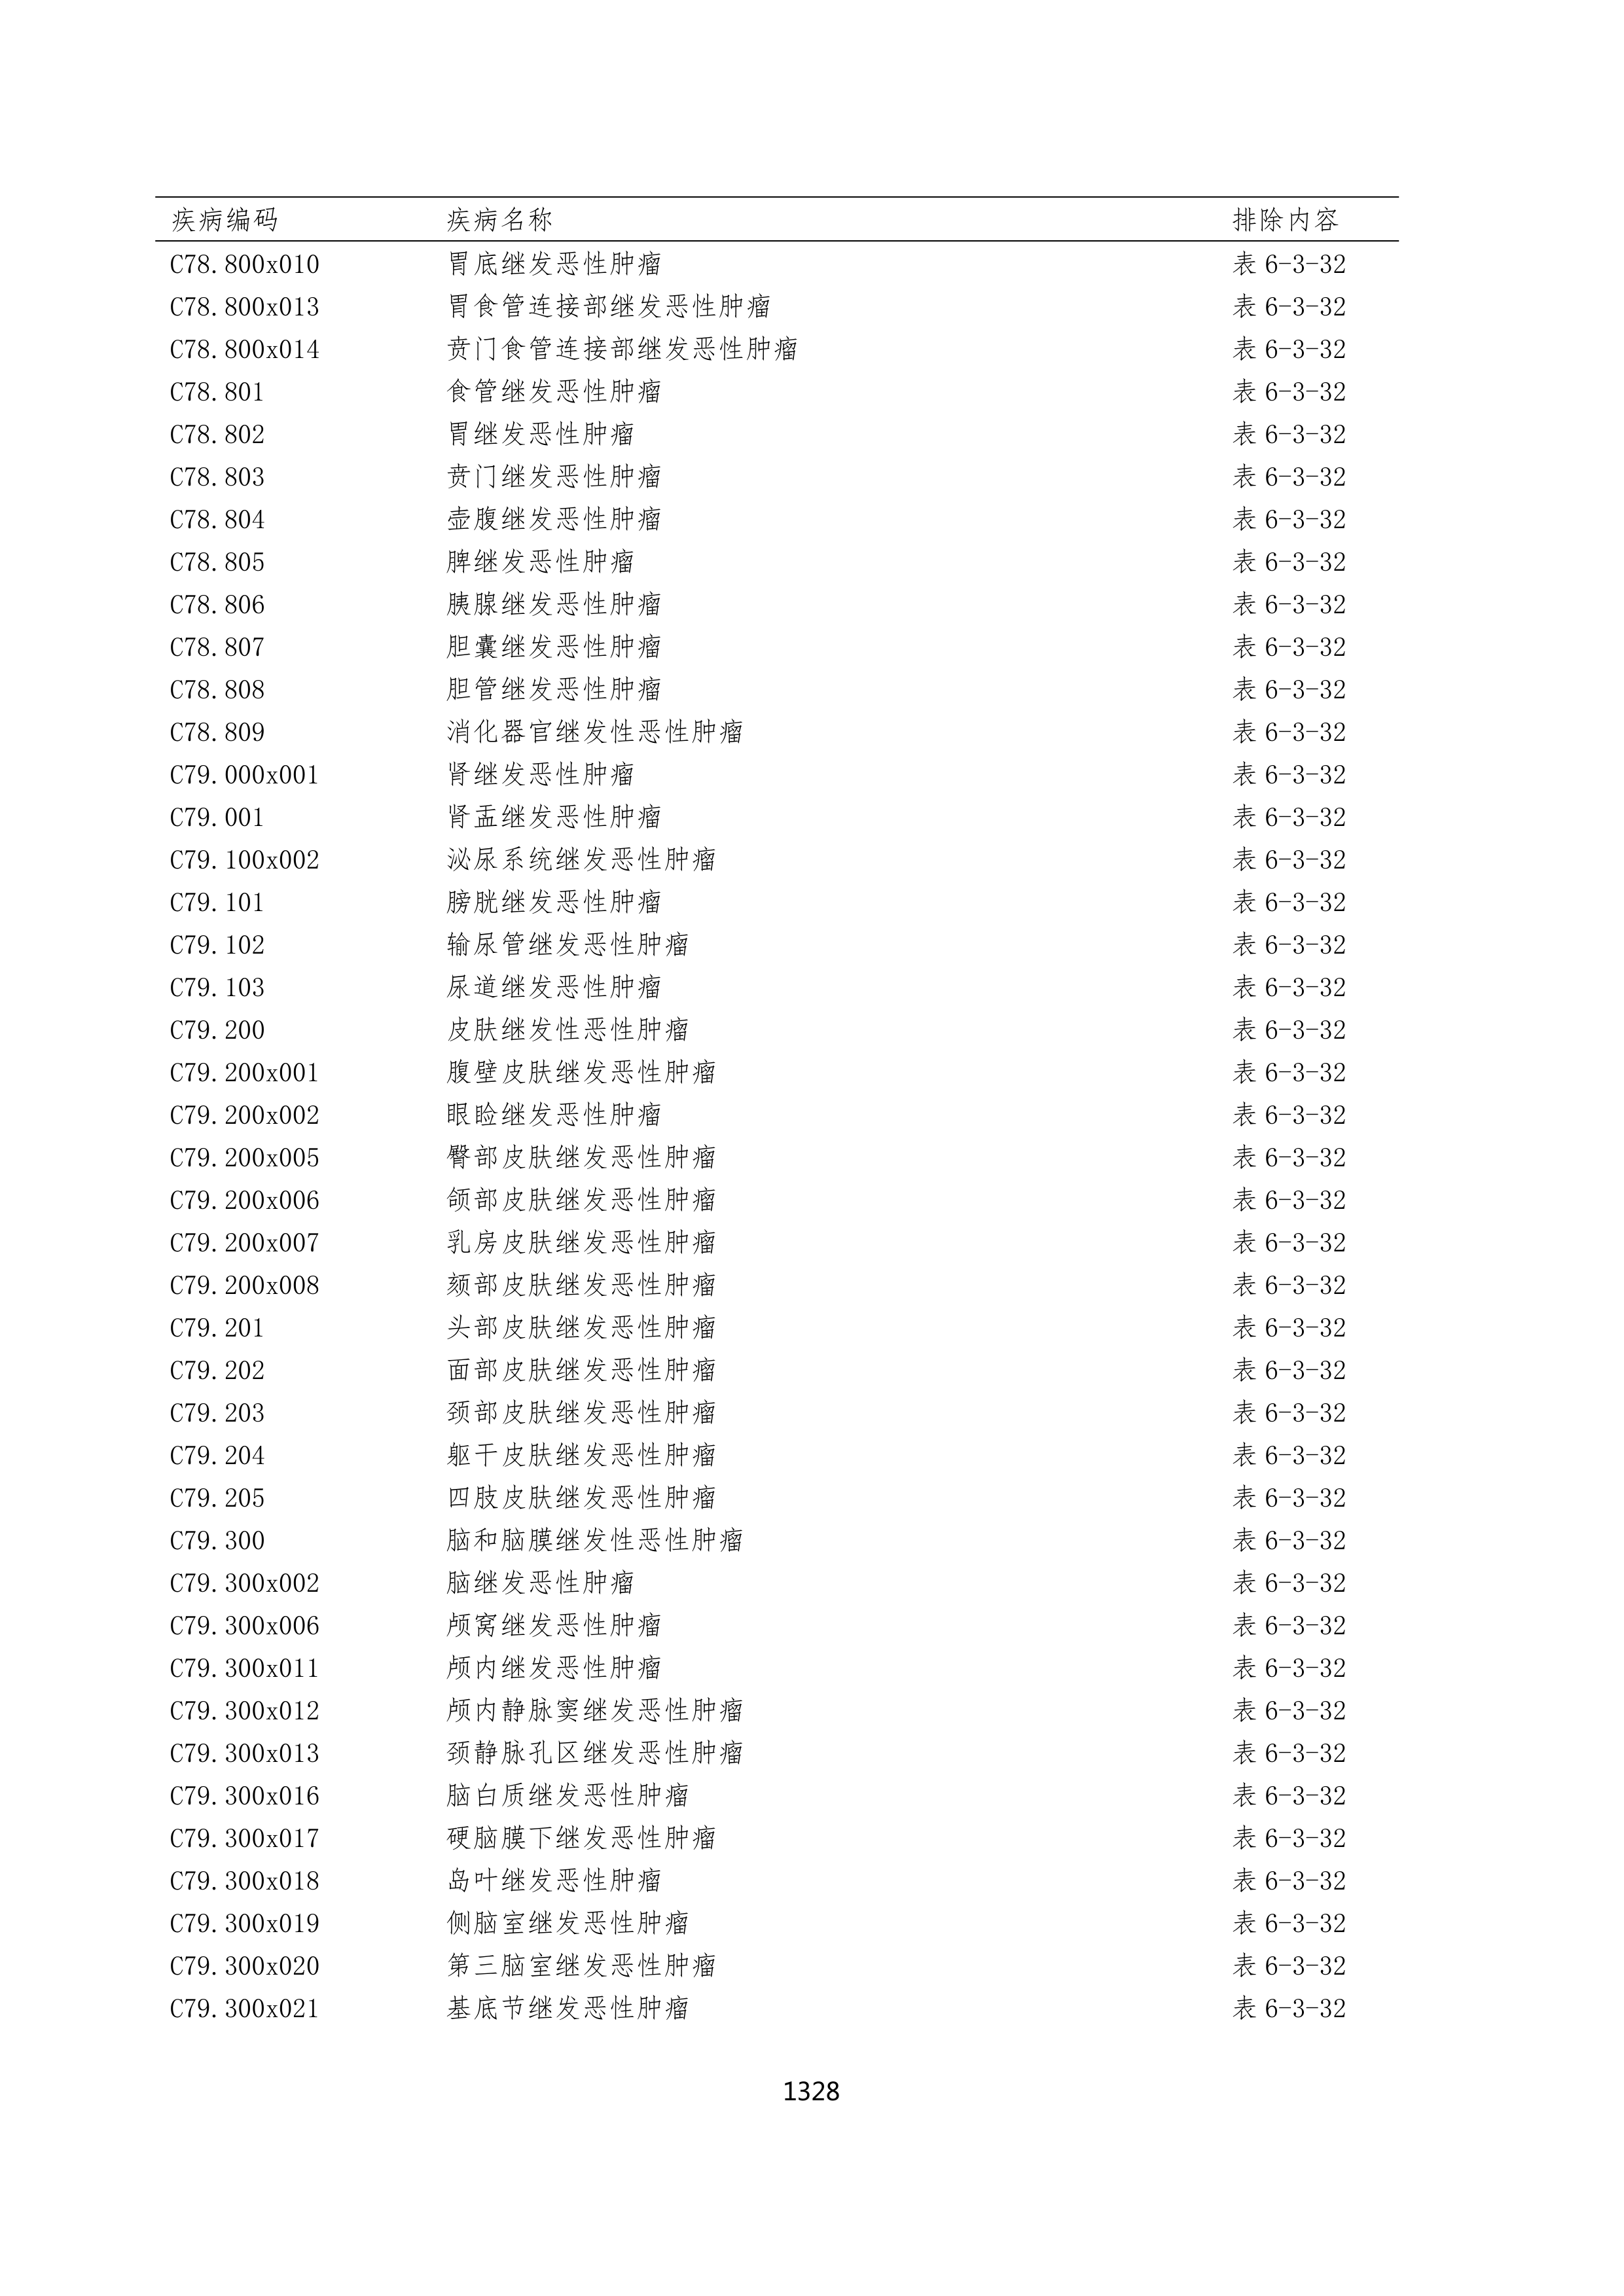 疾病编码 疾病名称 排除内容
C78.800x010 胃底继发恶性肿瘤 表 6-3-32
C78.800x013 胃食管连接部继发恶性肿瘤 表 6-3-32
C78.800x014 贲门食管连接部继发恶性肿瘤 表 6-3-32
C78.801 食管继发恶性肿瘤 表 6-3-32
C78.802 胃继发恶性肿瘤 表 6-3-32
C78.803 贲门继发恶性肿瘤 表 6-3-32
C78.804 壶腹继发恶性肿瘤 表 6-3-32
C78.805 脾继发恶性肿瘤 表 6-3-32
C78.806 胰腺继发恶性肿瘤 表 6-3-32
C78.807 胆囊继发恶性肿瘤 表 6-3-32
C78.808 胆管继发恶性肿瘤 表 6-3-32
C78.809 消化器官继发性恶性肿瘤 表 6-3-32
C79.000x001 肾继发恶性肿瘤 表 6-3-32
C79.001 肾盂继发恶性肿瘤 表 6-3-32
C79.100x002 泌尿系统继发恶性肿瘤 表 6-3-32
C79.101 膀胱继发恶性肿瘤 表 6-3-32
C79.102 输尿管继发恶性肿瘤 表 6-3-32
C79.103 尿道继发恶性肿瘤 表 6-3-32
C79.200 皮肤继发性恶性肿瘤 表 6-3-32
C79.200x001 腹壁皮肤继发恶性肿瘤 表 6-3-32
C79.200x002 眼睑继发恶性肿瘤 表 6-3-32
C79.200x005 臀部皮肤继发恶性肿瘤 表 6-3-32
C79.200x006 颌部皮肤继发恶性肿瘤 表 6-3-32
C79.200x007 乳房皮肤继发恶性肿瘤 表 6-3-32
C79.200x008 颏部皮肤继发恶性肿瘤 表 6-3-32
C79.201 头部皮肤继发恶性肿瘤 表 6-3-32
C79.202 面部皮肤继发恶性肿瘤 表 6-3-32
C79.203 颈部皮肤继发恶性肿瘤 表 6-3-32
C79.204 躯干皮肤继发恶性肿瘤 表 6-3-32
C79.205 四肢皮肤继发恶性肿瘤 表 6-3-32
C79.300 脑和脑膜继发性恶性肿瘤 表 6-3-32
C79.300x002 脑继发恶性肿瘤 表 6-3-32
C79.300x006 颅窝继发恶性肿瘤 表 6-3-32
C79.300x011 颅内继发恶性肿瘤 表 6-3-32
C79.300x012 颅内静脉窦继发恶性肿瘤 表 6-3-32
C79.300x013 颈静脉孔区继发恶性肿瘤 表 6-3-32
C79.300x016 脑白质继发恶性肿瘤 表 6-3-32
C79.300x017 硬脑膜下继发恶性肿瘤 表 6-3-32
C79.300x018 岛叶继发恶性肿瘤 表 6-3-32
C79.300x019 侧脑室继发恶性肿瘤 表 6-3-32
C79.300x020 第三脑室继发恶性肿瘤 表 6-3-32
C79.300x021 基底节继发恶性肿瘤 表 6-3-32
1328